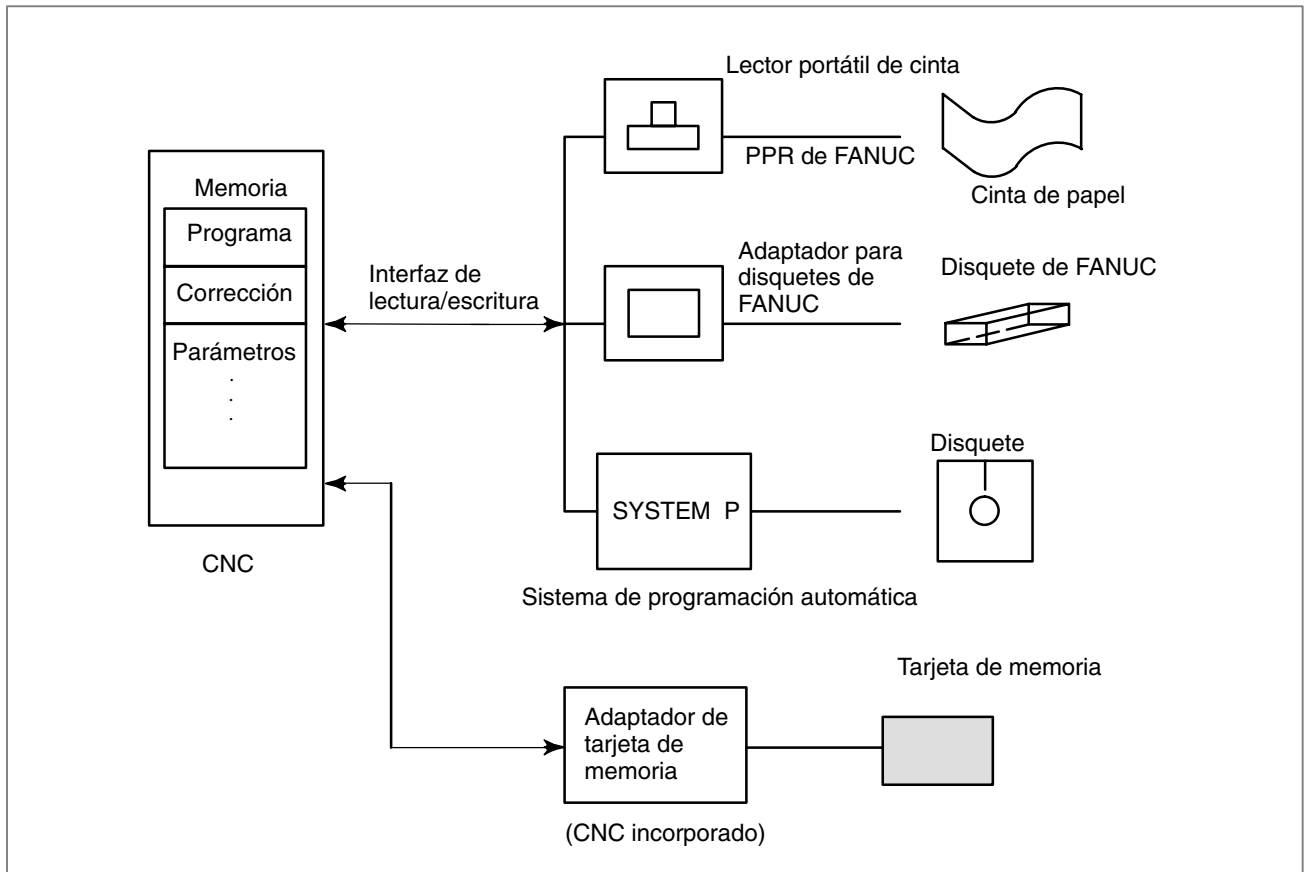 Lector portátil de cinta
PPR de FANUC
Cinta de papel
Memoria
Programa
Corrección
Parámetros
.
.
.
CNC
Interfaz de
lectura/escritura
Adaptador para
disquetes de
FANUC
Disquete de FANUC
Disquete
SYSTEM P
Sistema de programación automática
Tarjeta de memoria
Adaptador de
tarjeta de
memoria
(CNC incorporado)